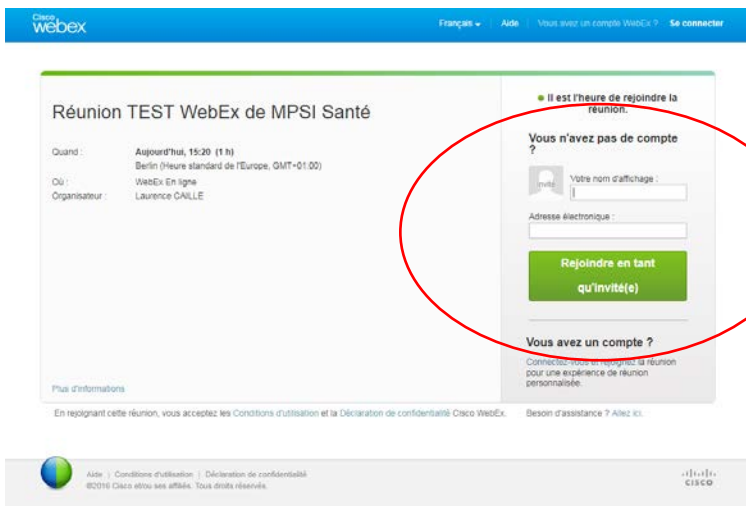 Cisco
webex
Français
Aide
Vous avez un compte WebEx ?
Se connecter
Réunion TEST WebEx de MPSI Santé
Quand :
Aujourd'hui, 15:20 (1 h)
Berlin (Heure standard de l'Europe, GMT+01:00)
Où :
WebEx En ligne
Organisateur :
Laurence CAILLE
Plus d'informations
Il est l'heure de rejoindre la
réunion.
Vous n'avez pas de compte
?
Invité
Votre nom d'affichage :
Adresse électronique :
Rejoindre en tant
qu'invité(e)
Vous avez un compte ?
Connectez-vous et rejoignez la réunion
pour une expérience de réunion
personnalisée.
En rejoignant cette réunion, vous acceptez les Conditions d'utilisation et la Déclaration de confidentialité Cisco WebEx.
Besoin d'assistance ? Allez ici.
Aide | Conditions d'utilisation | Déclaration de confidentialité
©2016 Cisco et/ou ses affiliés. Tous droits réservés.
CISCO